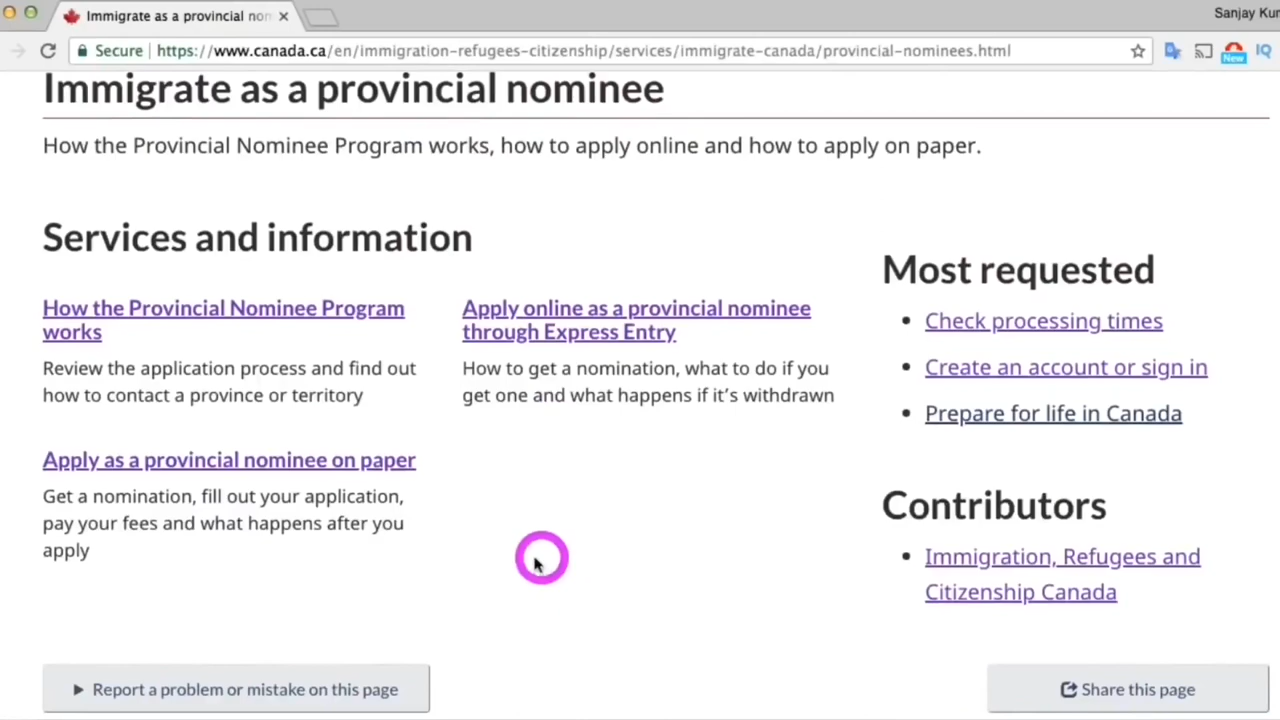 Immigrate as a provincial nom
Sanjay Kur
Secure
https://www.canada.ca/en/immigration-refugees-citizenship/services/immigrate-canada/provincial-nominees.html
New
IQ
Immigrate as a provincial nominee
How the Provincial Nominee Program works, how to apply online and how to apply on paper.
Services and information
How the Provincial Nominee Program
works
Review the application process and find out
how to contact a province or territory
Apply online as a provincial nominee
through Express Entry
How to get a nomination, what to do if you
get one and what happens if it’s withdrawn
Apply as a provincial nominee on paper
Get a nomination, fill out your application,
pay your fees and what happens after you
apply
Most requested
Check processing times
Create an account or sign in
Prepare for life in Canada
Contributors
Immigration, Refugees and
Citizenship Canada
Report a problem or mistake on this page
Share this page